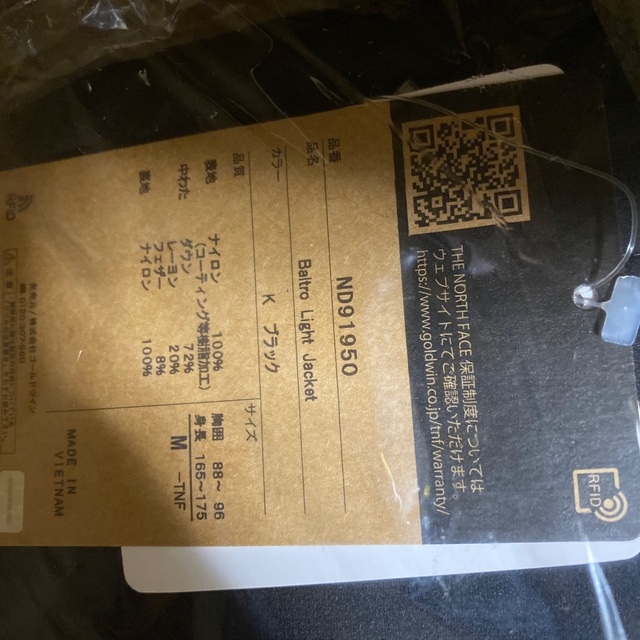 THE NORTH FACE 保証制度については
ウェブサイトにてご確認いただけます。
https://www.goldwin.co.jp/tnf/warranty/
RFID
品番 ND91950
品名 Baltro Light Jacket
カラー K ブラック
サイズ
胸囲 88～96
身長 165～175
M -TNF
品質
表地 ナイロン 100%
(コーティング等樹脂加工)
中わた ダウン 72%
レーヨン 20%
フェザー 8%
裏地 ナイロン 100%
MADE IN
VIETNAM